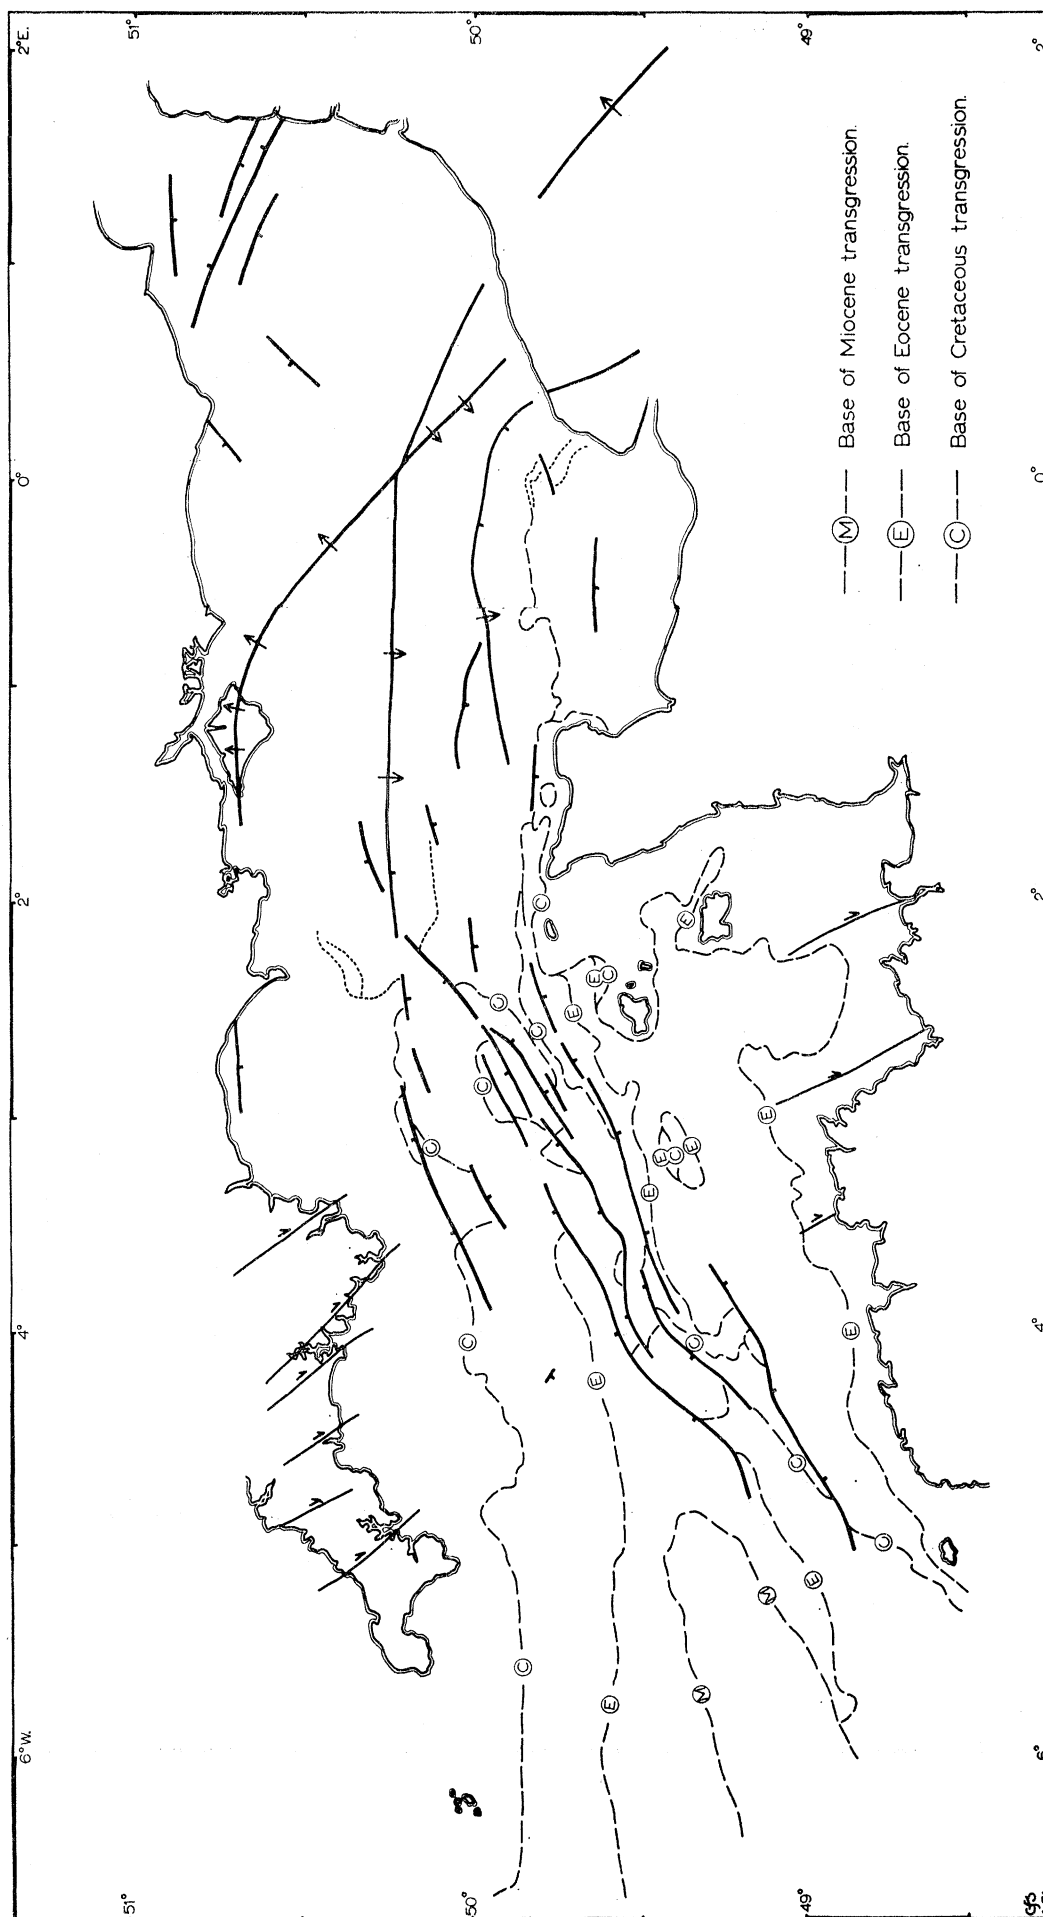 6°W. 4° 2° 0° 2°E.
51° 51°
C
C
C
C
50° 50°
C
C
C
E
E
E
C
E
E
E
C
E
E
C
M
E
M
C
49° 49°
E
E
C
M Base of Miocene transgression.
E Base of Eocene transgression.
C Base of Cretaceous transgression.
6° 4° 2° 0° 2°